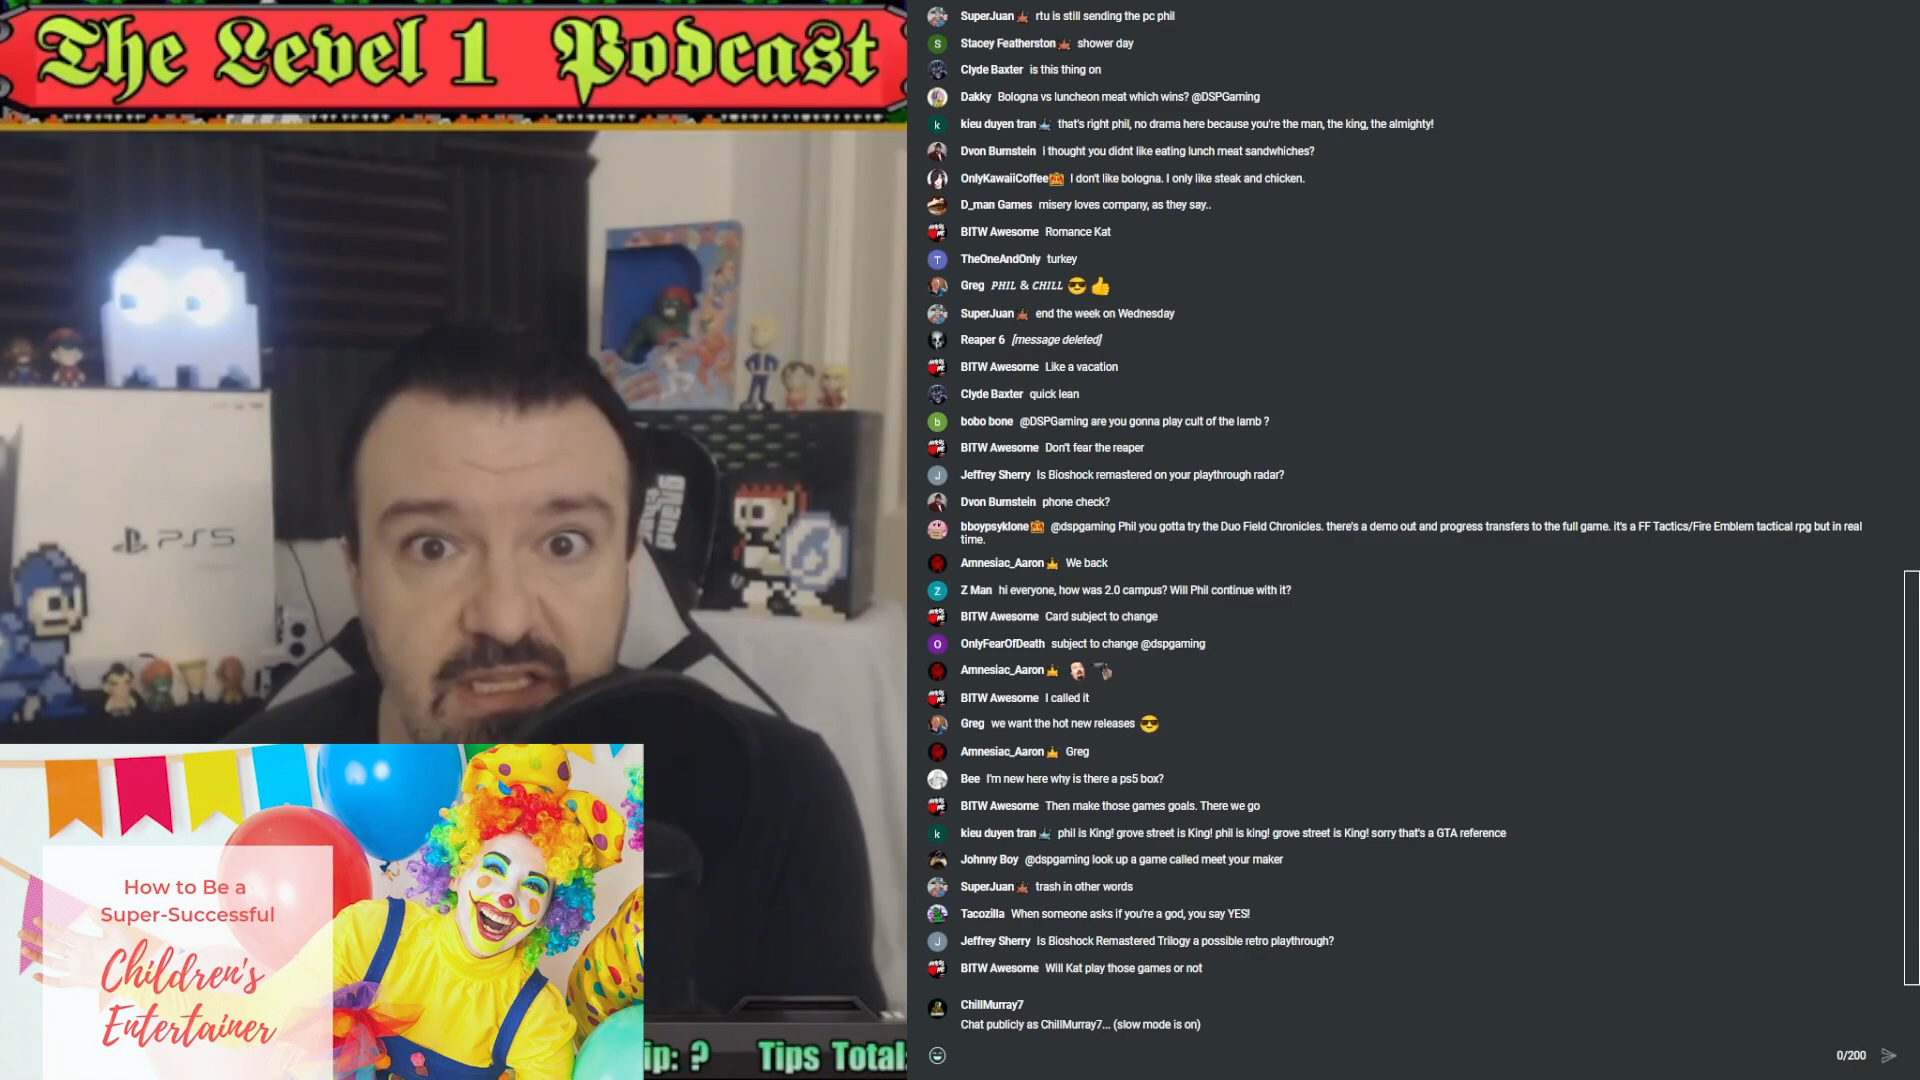 The Level 1 Podcast
PS5
grand
How to Be a
Super-Successful
Children's
Entertainer
ip: ? Tips Total:
SuperJuan rtu is still sending the pc phil
S Stacey Featherston shower day
Clyde Baxter is this thing on
Dakky Bologna vs luncheon meat which wins? @DSPGaming
k kieu duyen tran that's right phil, no drama here because you're the man, the king, the almighty!
Dvon Burnstein i thought you didnt like eating lunch meat sandwhiches?
OnlyKawaiiCoffee I don't like bologna. I only like steak and chicken.
D_man Games misery loves company, as they say..
BITW Awesome Romance Kat
T TheOneAndOnly turkey
Greg PHIL & CHILL 😎 👍
SuperJuan end the week on Wednesday
Reaper 6 [message deleted]
BITW Awesome Like a vacation
Clyde Baxter quick lean
b bobo bone @DSPGaming are you gonna play cult of the lamb ?
BITW Awesome Don't fear the reaper
J Jeffrey Sherry Is Bioshock remastered on your playthrough radar?
Dvon Burnstein phone check?
bboypsyklone @dspgaming Phil you gotta try the Duo Field Chronicles. there's a demo out and progress transfers to the full game. it's a FF Tactics/Fire Emblem tactical rpg but in real
time.
Amnesiac_Aaron We back
Z Z Man hi everyone, how was 2.0 campus? Will Phil continue with it?
BITW Awesome Card subject to change
O OnlyFearOfDeath subject to change @dspgaming
Amnesiac_Aaron
BITW Awesome I called it
Greg we want the hot new releases 😎
Amnesiac_Aaron Greg
Bee I'm new here why is there a ps5 box?
BITW Awesome Then make those games goals. There we go
k kieu duyen tran phil is King! grove street is King! phil is king! grove street is King! sorry that's a GTA reference
Johnny Boy @dspgaming look up a game called meet your maker
SuperJuan trash in other words
Tacozilla When someone asks if you're a god, you say YES!
J Jeffrey Sherry Is Bioshock Remastered Trilogy a possible retro playthrough?
BITW Awesome Will Kat play those games or not
ChillMurray7
Chat publicly as ChillMurray7... (slow mode is on)
0/200